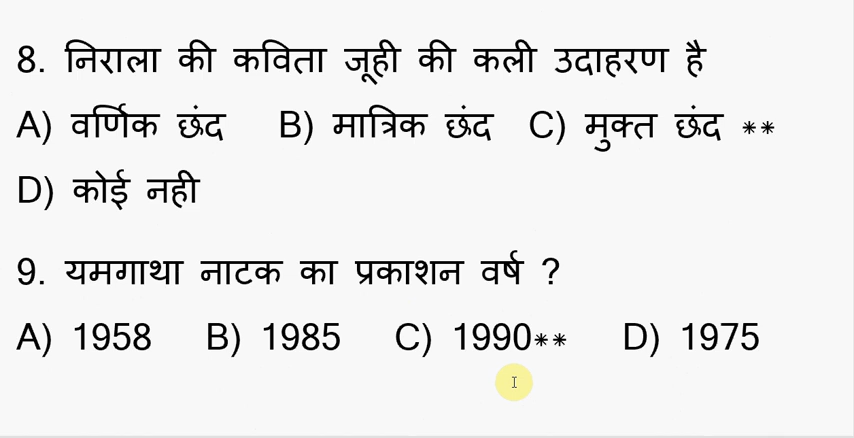 8. निराला की कविता जूही की कली उदाहरण है
A) वर्णिक छंद B) मात्रिक छंद C) मुक्त छंद **
D) कोई नही
9. यमगाथा नाटक का प्रकाशन वर्ष ?
A) 1958 B) 1985 C) 1990** D) 1975